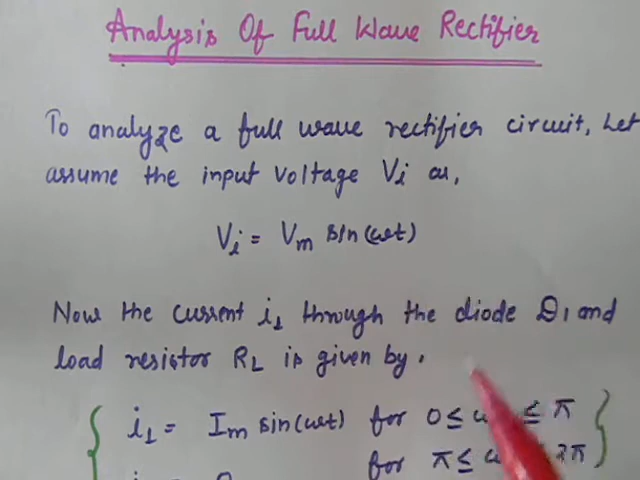 Analysis Of Full Wave Rectifier
To analyze a full wave rectifier circuit, Let
assume the input voltage Vi as,
Vi = Vm sin(ωt)
Now the current i1 through the diode D1 and
load resistor RL is given by.
i1 = Im sin(ωt) for 0 ≤ ≤ π
for π ≤ 2π